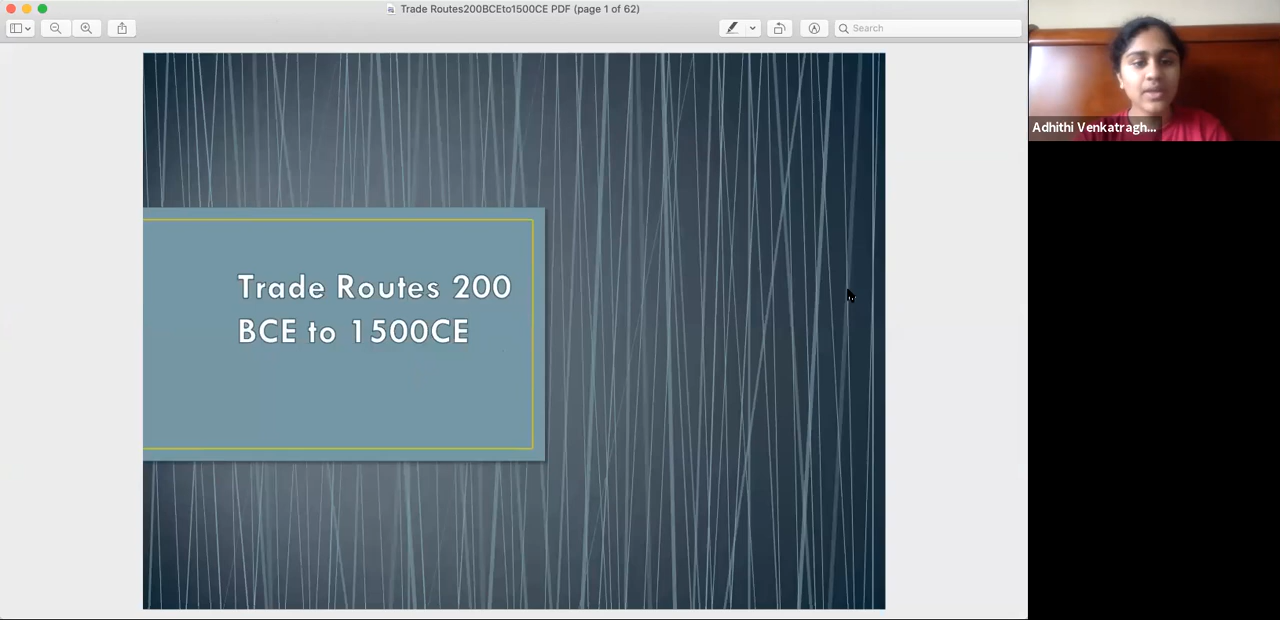 Trade Routes200BCEto1500CE PDF (page 1 of 62)
Search
Trade Routes 200
BCE to 1500CE
Adhithi Venkatragh...